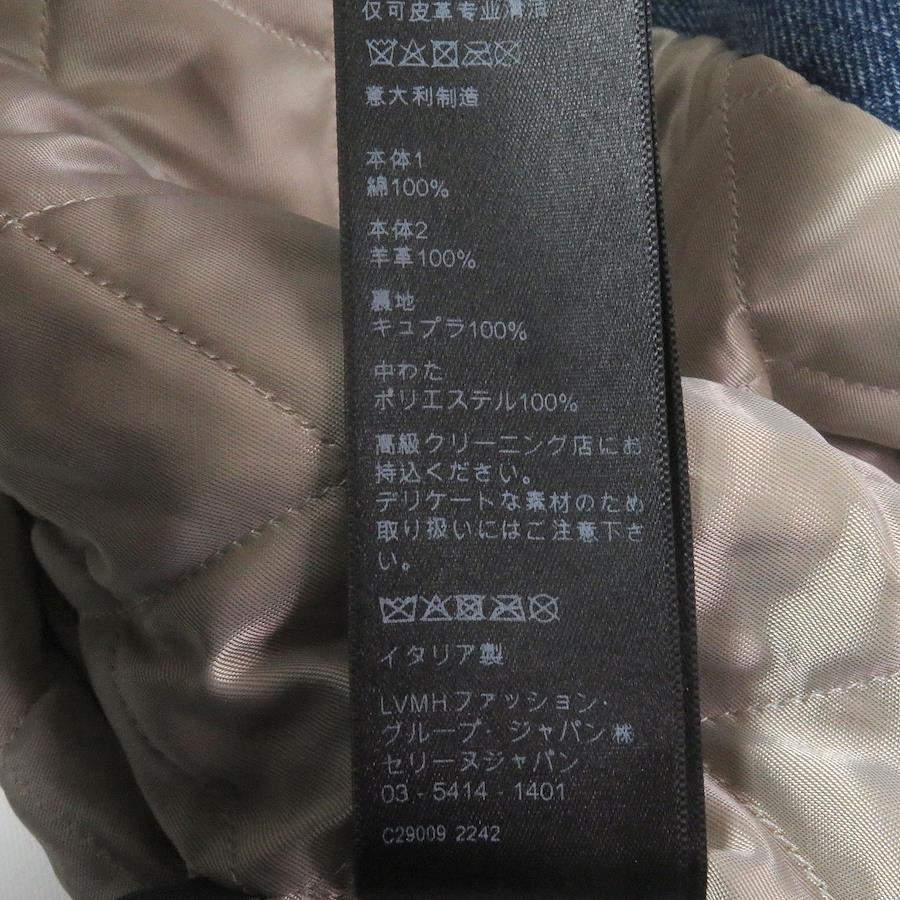 仅可皮革专业清洁
意大利制造
本体1
綿100%
本体2
羊革100%
裏地
キュプラ100%
中わた
ポリエステル100%
高級クリーニング店にお
持込ください。
デリケートな素材のため
取り扱いにはご注意下さ
い。
イタリア製
LVMHファッション・
グループ・ジャパン㈱
セリーヌジャパン
03 - 5414 - 1401
C29009 2242